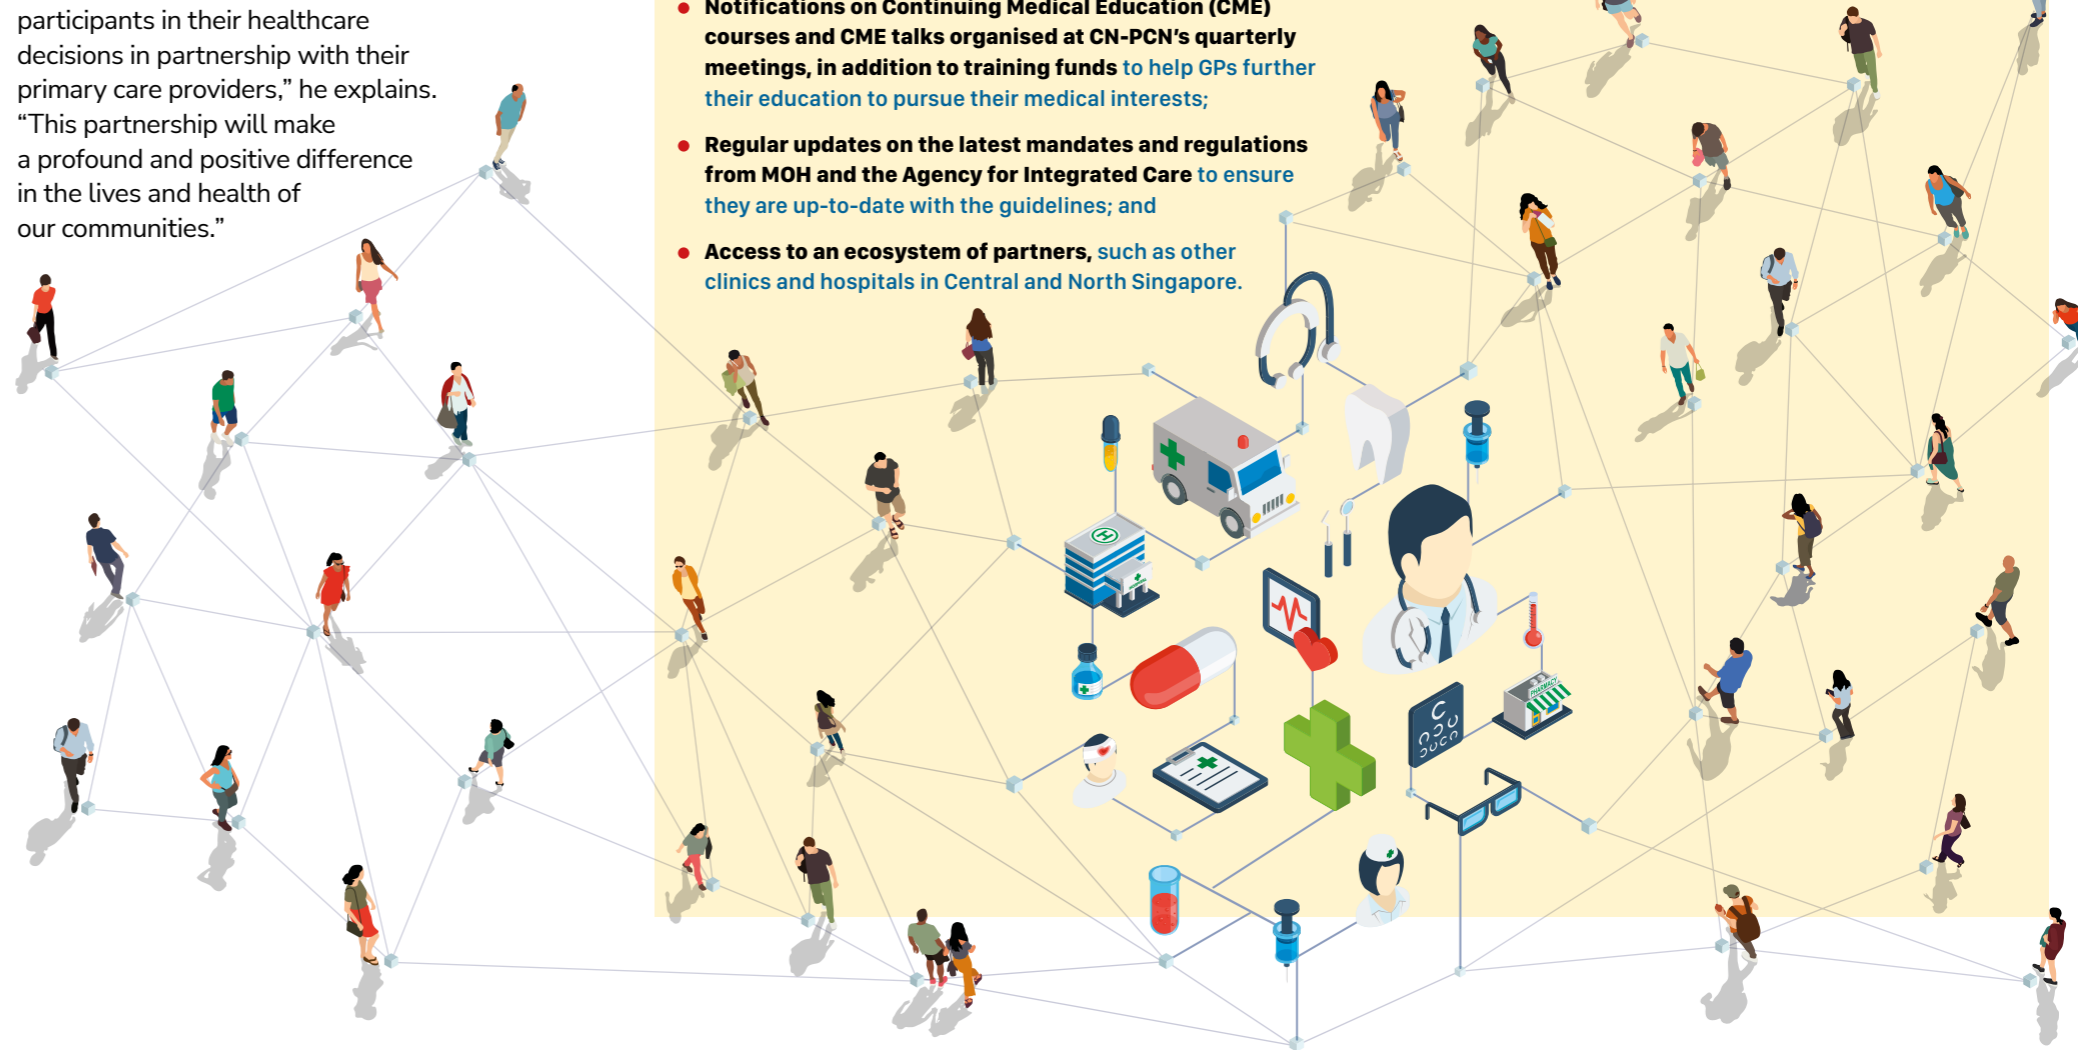 participants in their healthcare
decisions in partnership with their
primary care providers,” he explains.
“This partnership will make
a profound and positive difference
in the lives and health of
our communities.”
• Notifications on Continuing Medical Education (CME)
courses and CME talks organised at CN-PCN’s quarterly
meetings, in addition to training funds to help GPs further
their education to pursue their medical interests;
• Regular updates on the latest mandates and regulations
from MOH and the Agency for Integrated Care to ensure
they are up-to-date with the guidelines; and
• Access to an ecosystem of partners, such as other
clinics and hospitals in Central and North Singapore.
H
PHARMACY
C